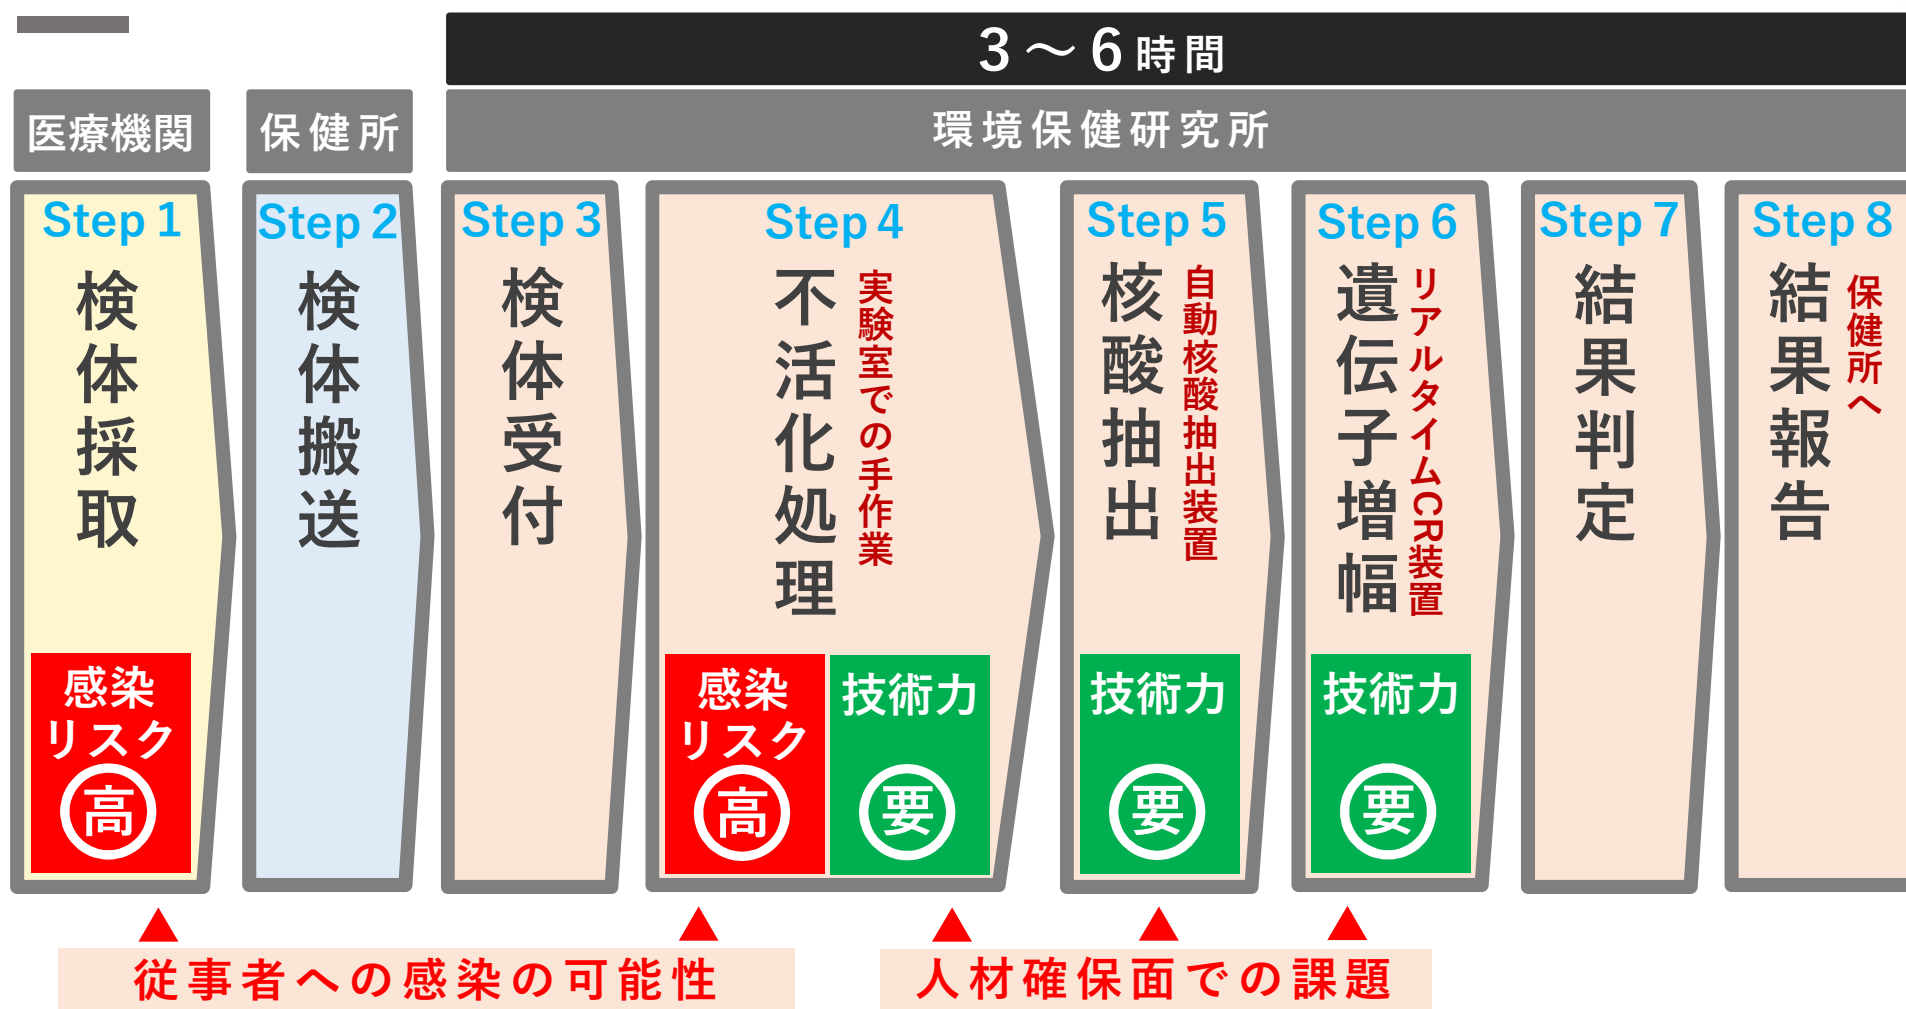 3～6時間
医療機関
保健所
環境保健研究所
Step 1
検体採取
感染
リスク
高
Step 2
検体搬送
Step 3
検体受付
Step 4
不活化処理
実験室での手作業
感染
リスク
高
技術力
要
Step 5
核酸抽出
自動核酸抽出装置
技術力
要
Step 6
遺伝子増幅
リアルタイムCR装置
技術力
要
Step 7
結果判定
Step 8
結果報告
保健所へ
従事者への感染の可能性
人材確保面での課題